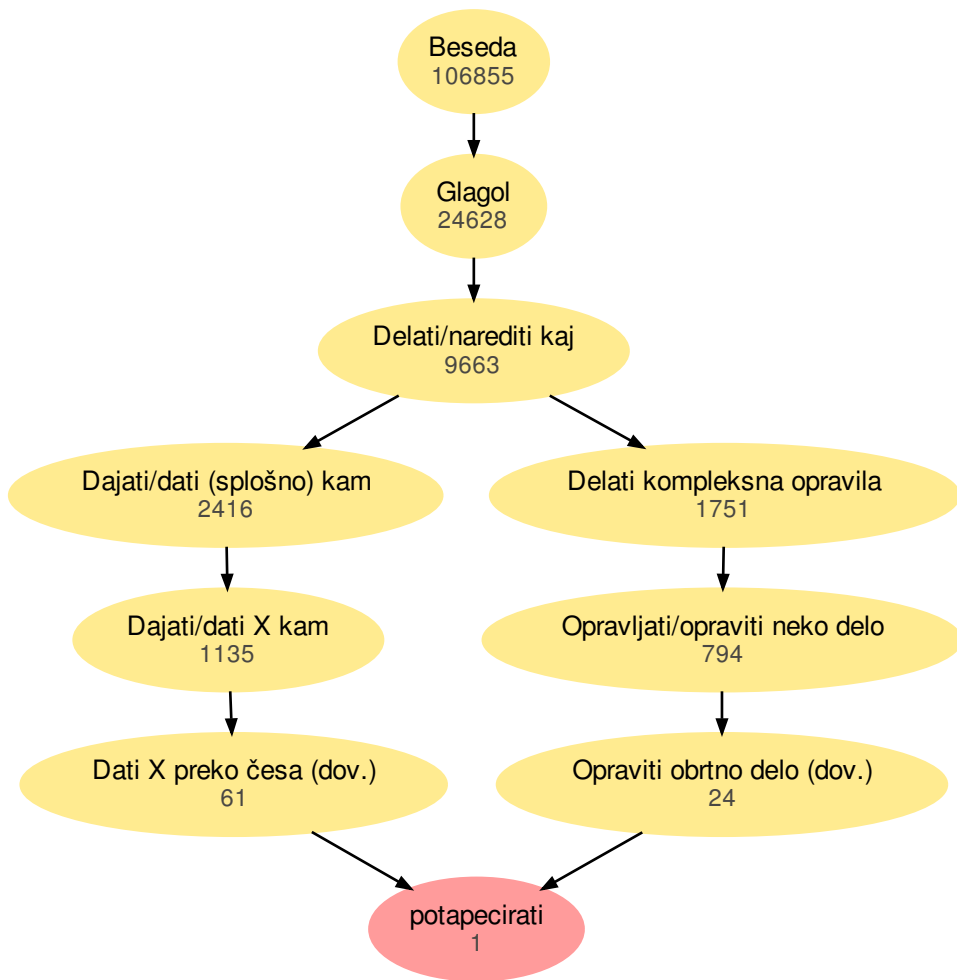 Beseda
106855
Glagol
24628
Delati/narediti kaj
9663
Dajati/dati (splošno) kam
2416
Delati kompleksna opravila
1751
Dajati/dati X kam
1135
Opravljati/opraviti neko delo
794
Dati X preko česa (dov.)
61
Opraviti obrtno delo (dov.)
24
potapecirati
1